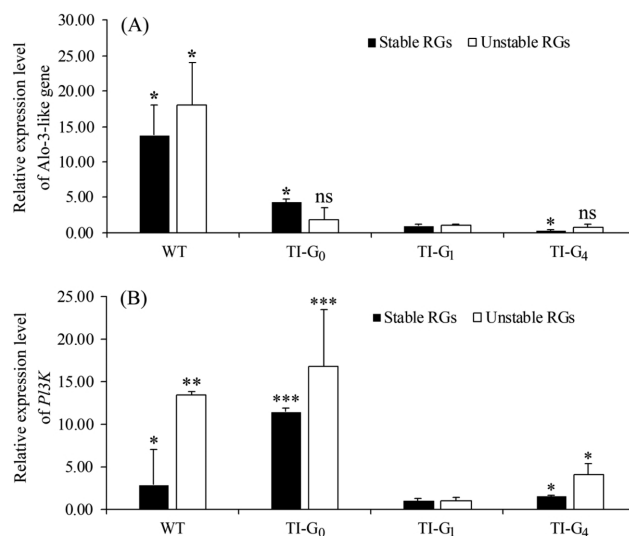 (A)
Stable RGs Unstable RGs
Relative expression level
of Alo-3-like gene
30.00
25.00
20.00
15.00
10.00
5.00
0.00
* * * ns * ns
WT TI-G₀ TI-G₁ TI-G₄
(B)
Stable RGs Unstable RGs
Relative expression level
of Pl3K
25.00
20.00
15.00
10.00
5.00
0.00
* ** *** *** * *
WT TI-G₀ TI-G₁ TI-G₄